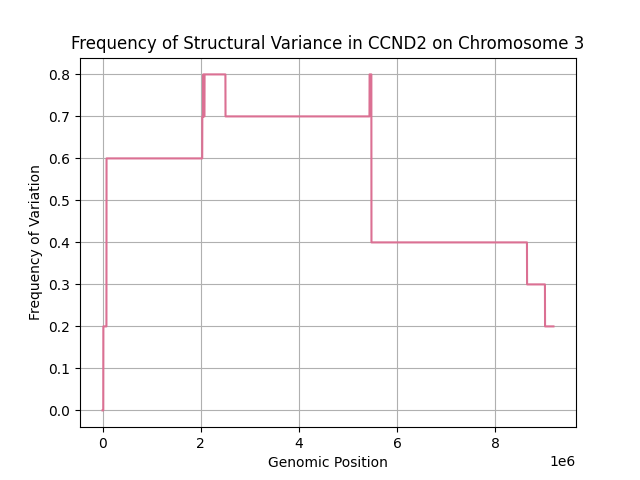 Frequency of Structural Variance in CCND2 on Chromosome 3
0.8
0.7
0.6
0.5
0.4
0.3
0.2
0.1
0.0
Frequency of Variation
0 2 4 6 8
1e6
Genomic Position